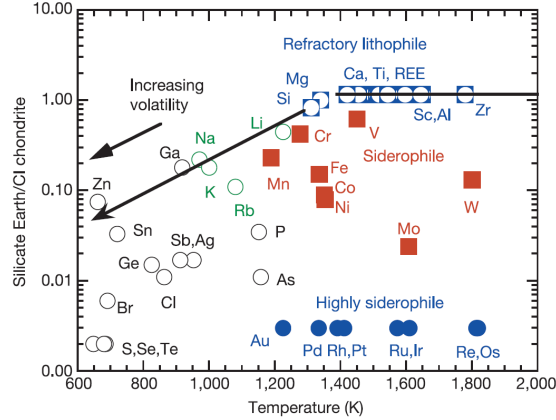 10.00
Refractory lithophile
Ca, Ti, REE
Mg
Increasing
volatility
Si
1.00
Zr
Sc,Al
Li
V
Na
Cr
Siderophile
Ga
Fe
Mn
Zn
K
Co
0.10
Rb
Ni
W
Sn
Sb,Ag
P
Mo
Ge
As
0.01
Cl
Br
Highly siderophile
S,Se,Te
Au
Pd
Rh,Pt
Ru,Ir
Re,Os
0.00
600
800
1,000
1,200
1,400
1,600
1,800
2,000
Temperature (K)
Silicate Earth/CI chondrite